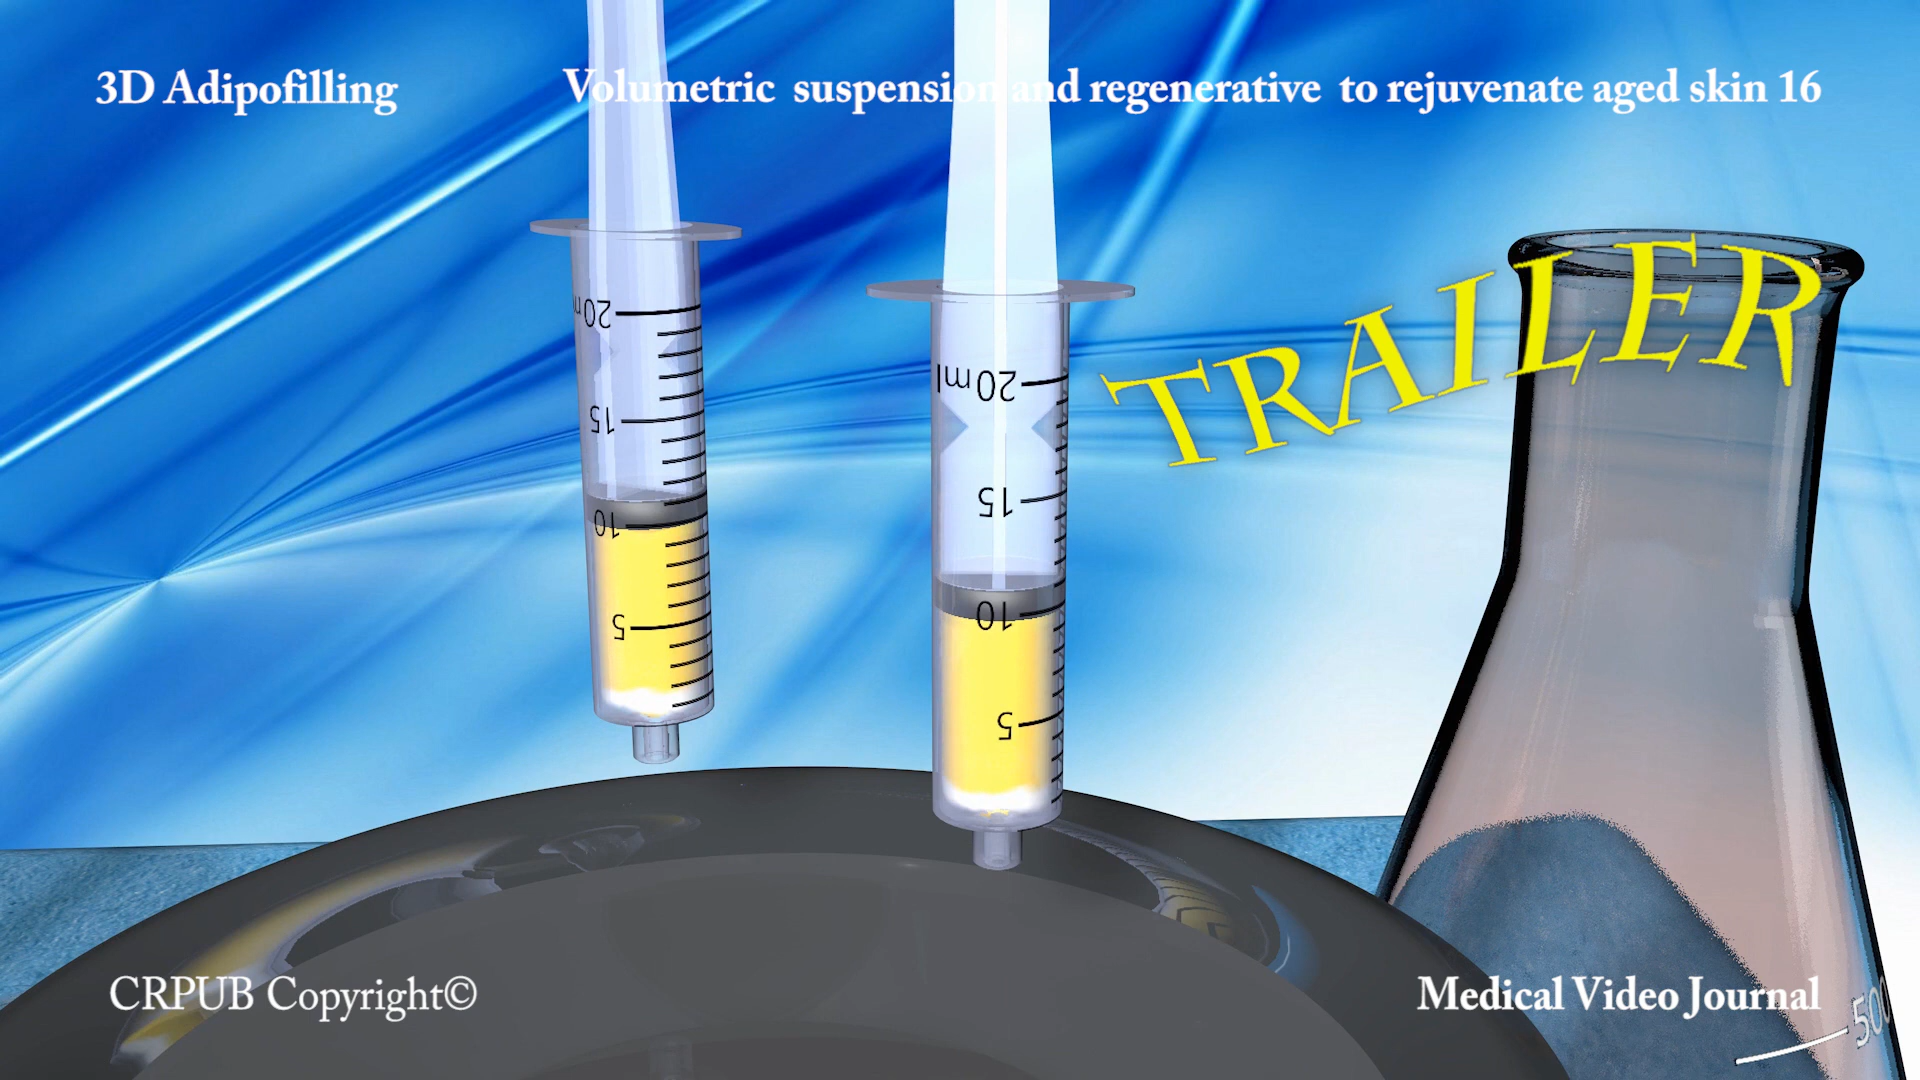 3D Adipofilling
Volumetric suspension and regenerative to rejuvenate aged skin 16
TRAILER
20ml
15
10
5
20ml
15
10
5
CRPUB Copyright©
Medical Video Journal
500